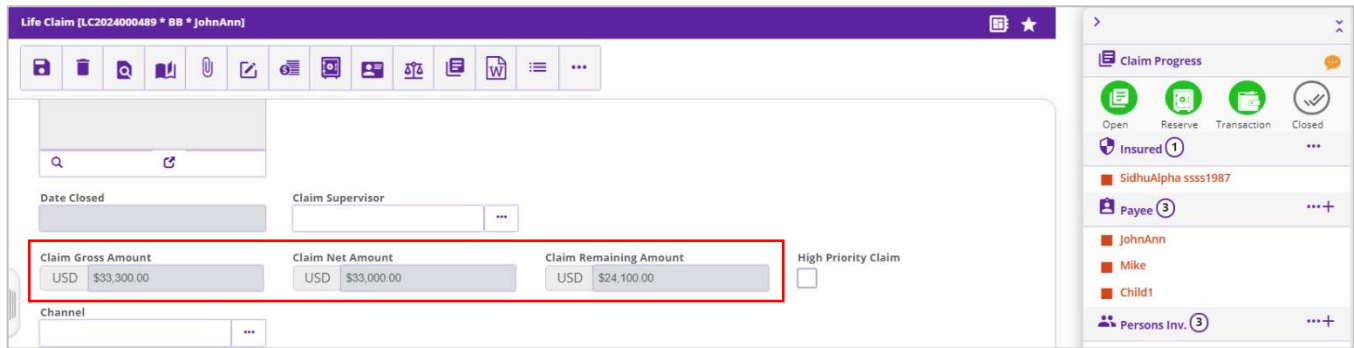 Life Claim [LC2024000489 * BB * JohnAnn]
Date Closed
Claim Supervisor
Claim Gross Amount
Claim Net Amount
Claim Remaining Amount
High Priority Claim
USD $33,300.00
USD $33,000.00
USD $24,100.00
Channel
Claim Progress
Open
Reserve
Transaction
Closed
Insured 1
SidhuAlpha ssss1987
Payee 3
JohnAnn
Mike
Child1
Persons Inv. 3